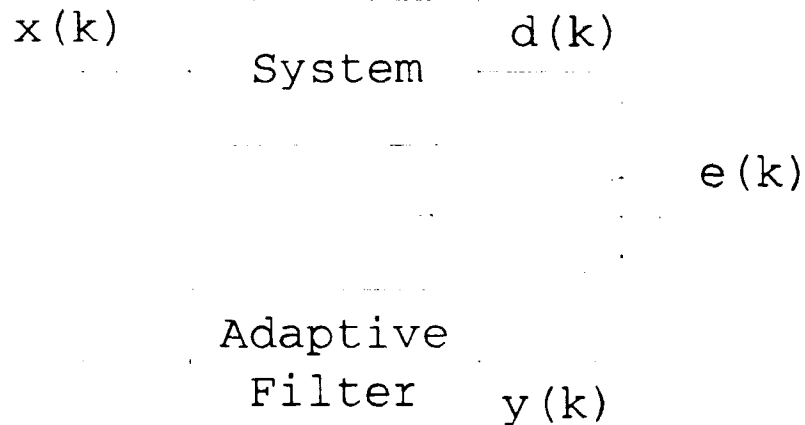 x(k)
d(k)
System
e(k)
Adaptive
Filter
y(k)